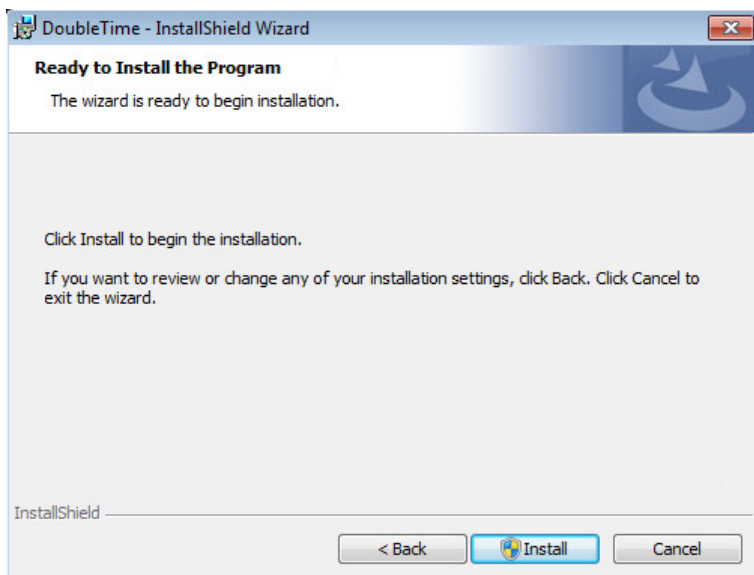 DoubleTime - InstallShield Wizard
Ready to Install the Program
The wizard is ready to begin installation.
Click Install to begin the installation.
If you want to review or change any of your installation settings, click Back. Click Cancel to
exit the wizard.
InstallShield
< Back Install Cancel